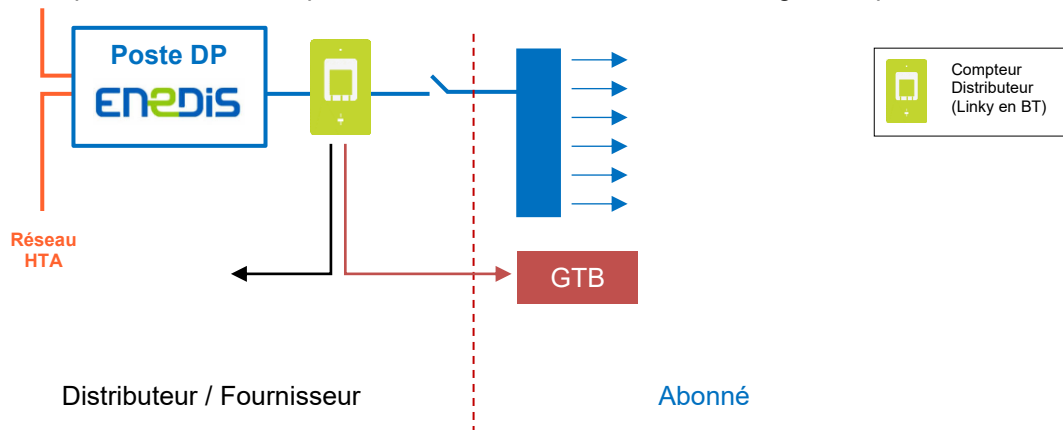 Poste DP
ENEDIS
Compteur
Distributeur
(Linky en BT)
Réseau
HTA
GTB
Distributeur / Fournisseur
Abonné